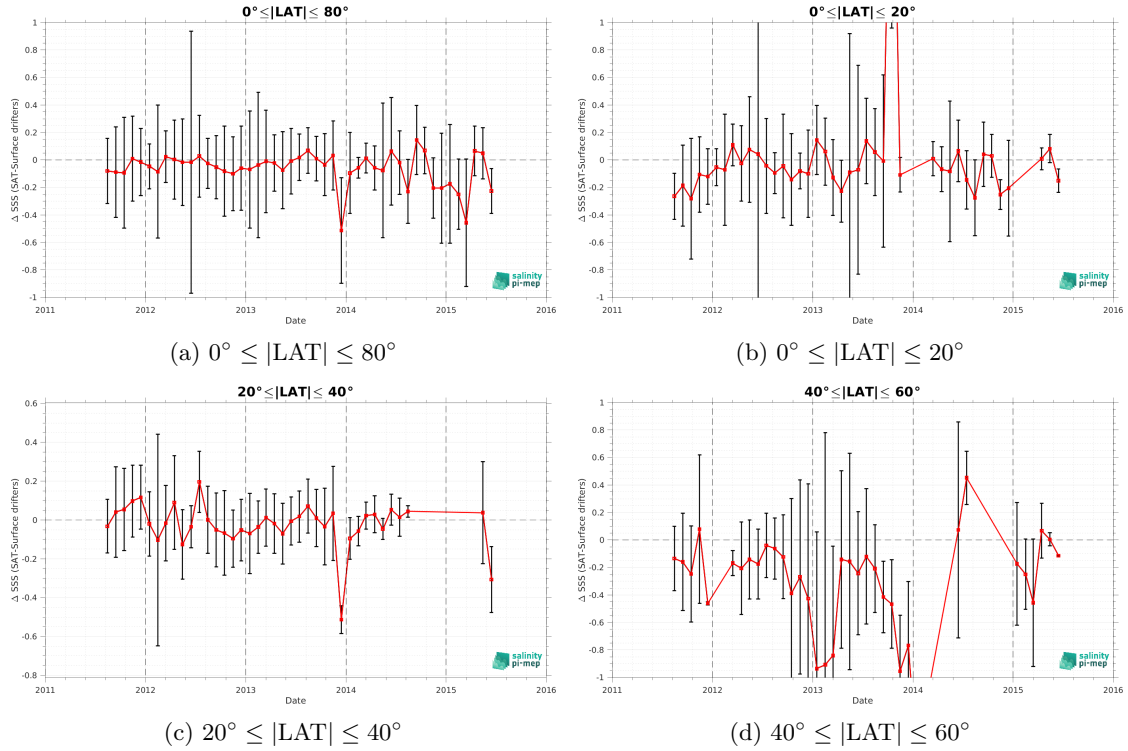 0°≤|LAT|≤ 80°
Δ SSS (SAT-Surface drifters)
1
0.8
0.6
0.4
0.2
0
-0.2
-0.4
-0.6
-0.8
-1
2011
2012
2013
2014
2015
2016
Date
salinity
pi-mep
(a) 0° ≤ |LAT| ≤ 80°
0°≤|LAT|≤ 20°
Δ SSS (SAT-Surface drifters)
1
0.8
0.6
0.4
0.2
0
-0.2
-0.4
-0.6
-0.8
-1
2011
2012
2013
2014
2015
2016
Date
salinity
pi-mep
(b) 0° ≤ |LAT| ≤ 20°
20°≤|LAT|≤ 40°
Δ SSS (SAT-Surface drifters)
0.6
0.4
0.2
0
-0.2
-0.4
-0.6
-0.8
2011
2012
2013
2014
2015
2016
Date
salinity
pi-mep
(c) 20° ≤ |LAT| ≤ 40°
40°≤|LAT|≤ 60°
Δ SSS (SAT-Surface drifters)
1
0.8
0.6
0.4
0.2
0
-0.2
-0.4
-0.6
-0.8
-1
2011
2012
2013
2014
2015
2016
Date
salinity
pi-mep
(d) 40° ≤ |LAT| ≤ 60°